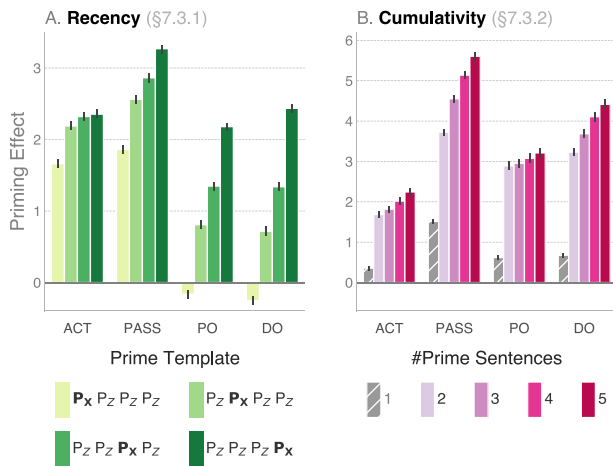 A. Recency (§7.3.1)
B. Cumulativity (§7.3.2)
Priming Effect
3
2
1
0
6
5
4
3
2
1
0
ACT PASS PO DO
ACT PASS PO DO
Prime Template
#Prime Sentences
Px Pz Pz Pz
Pz Px Pz Pz
Pz Pz Px Pz
Pz Pz Pz Px
1 2 3 4 5